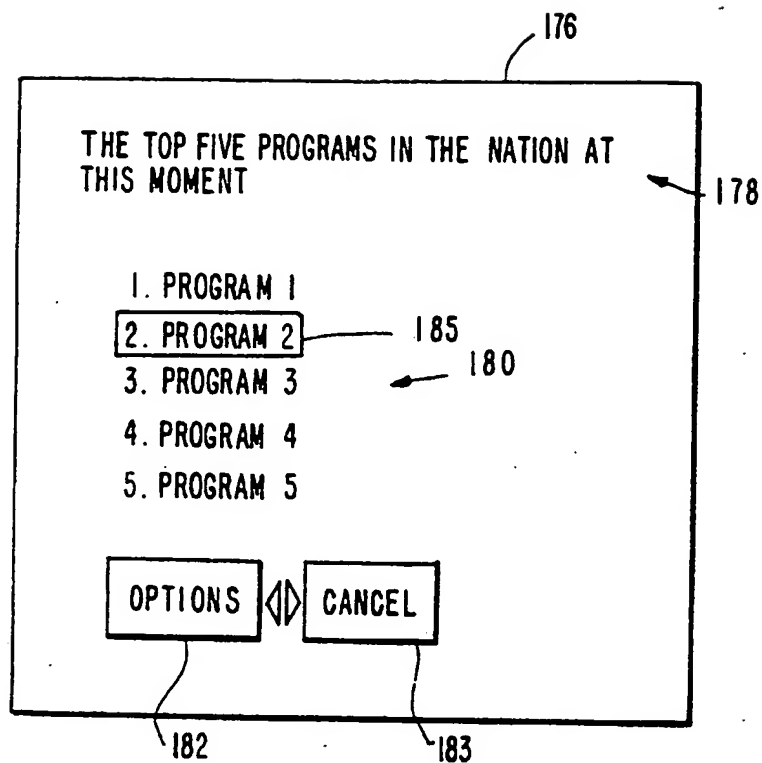 176
THE TOP FIVE PROGRAMS IN THE NATION AT
THIS MOMENT
178
1. PROGRAM 1
2. PROGRAM 2
185
180
3. PROGRAM 3
4. PROGRAM 4
5. PROGRAM 5
OPTIONS
CANCEL
182
183